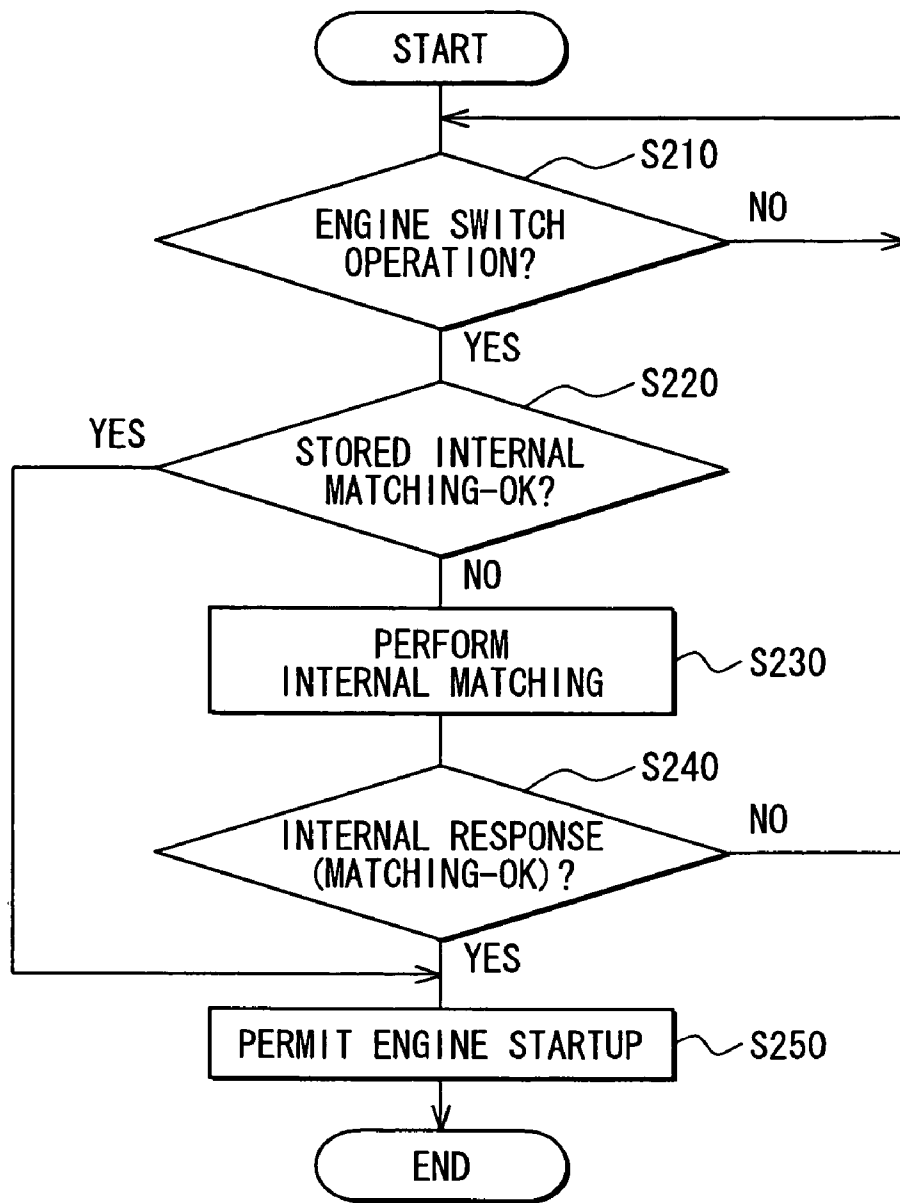 START
S210
ENGINE SWITCH
OPERATION?
NO
YES
S220
YES
STORED INTERNAL
MATCHING-OK?
NO
PERFORM
INTERNAL MATCHING
S230
S240
INTERNAL RESPONSE
(MATCHING-OK)?
NO
YES
PERMIT ENGINE STARTUP
S250
END